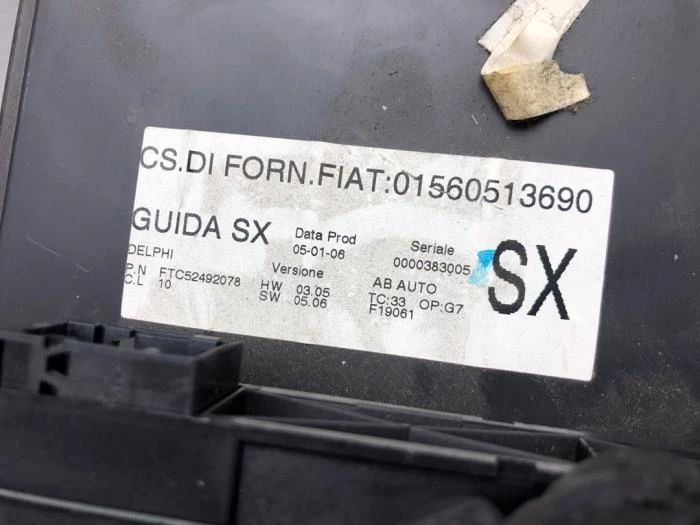 CS.DI FORN.FIAT:01560513690
GUIDA SX
Data Prod
05-01-06
Seriale
0000383005
SX
DELPHI
P.N FTC52492078
C.L 10
Versione
HW 03.05
SW 05.06
AB AUTO
TC:33 OP:G7
F19061